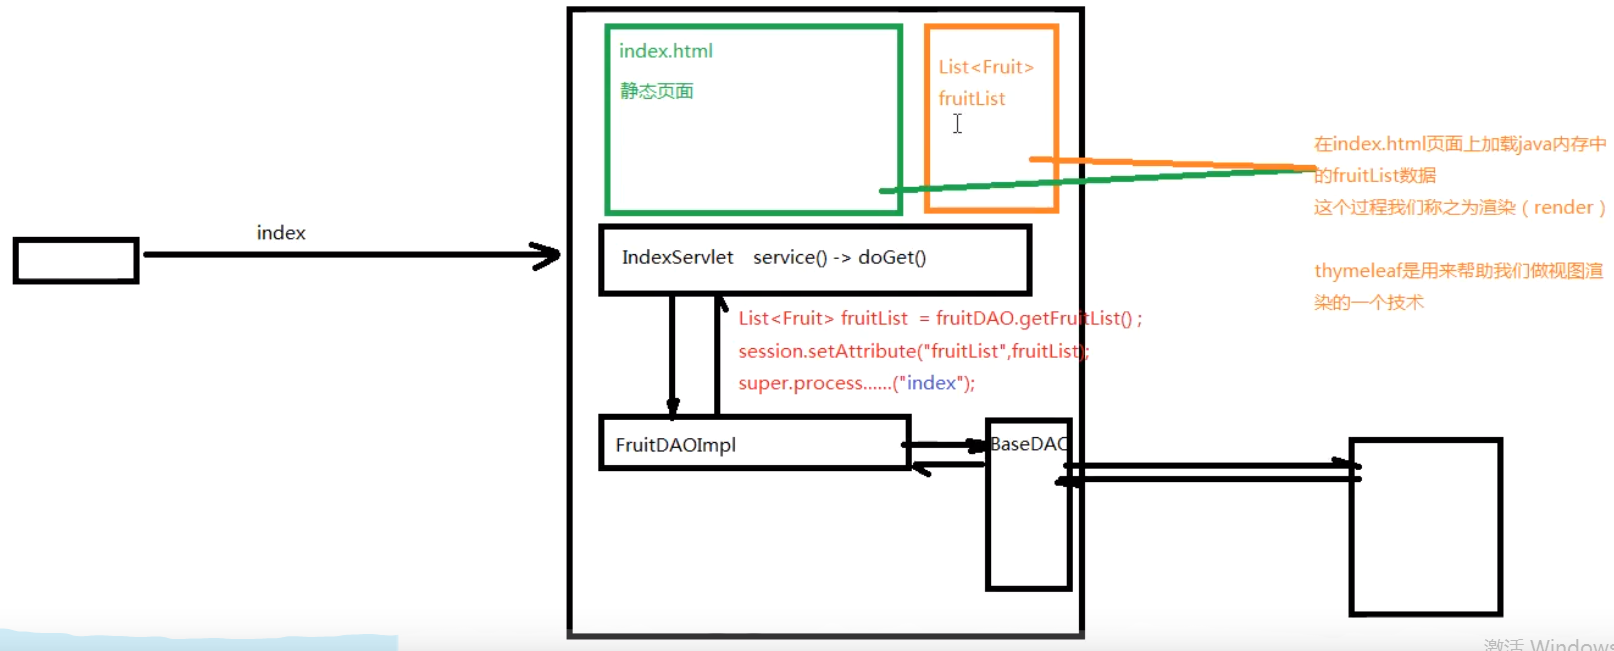 index.html
静态页面
List<Fruit>
fruitList
在index.html页面上加载java内存中
的fruitList数据
这个过程我们称之为渲染（render）
thymeleaf是用来帮助我们做视图渲
染的一个技术
index
IndexServlet service() -> doGet()
List<Fruit> fruitList = fruitDAO.getFruitList() ;
session.setAttribute("fruitList",fruitList);
super.process......("index");
FruitDAOImpl
BaseDAO
激活 Windows